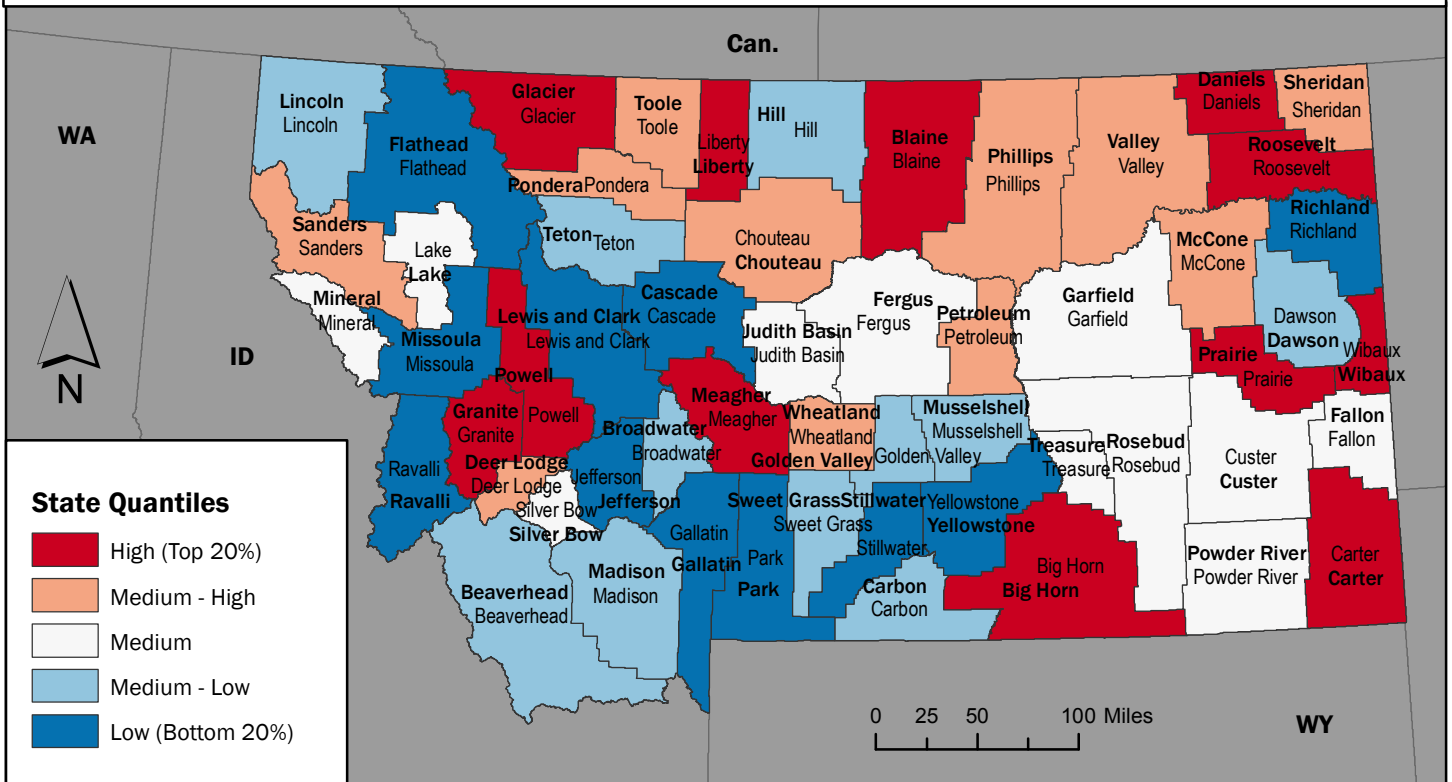 Can.
WA
ID
WY
N
Lincoln
Lincoln
Flathead
Flathead
Glacier
Glacier
Toole
Toole
Liberty
Liberty
Hill
Hill
Blaine
Blaine
Phillips
Phillips
Valley
Valley
Daniels
Daniels
Sheridan
Sheridan
Roosevelt
Roosevelt
Pondera Pondera
Sanders
Sanders
Lake
Lake
Teton Teton
Chouteau
Chouteau
McCone
McCone
Richland
Richland
Mineral
Mineral
Missoula
Missoula
Lewis and Clark
Lewis and Clark
Cascade
Cascade
Judith Basin
Judith Basin
Fergus
Fergus
Petroleum
Petroleum
Garfield
Garfield
Dawson
Dawson
Wibaux
Wibaux
Prairie
Prairie
Powell
Powell
Granite
Granite
Meagher
Meagher
Wheatland
Wheatland
Golden Valley
Golden
Valley
Musselshell
Musselshell
Treasure
Treasure
Rosebud
Rosebud
Custer
Custer
Fallon
Fallon
Ravalli
Ravalli
Deer Lodge
Deer Lodge
Silver Bow
Silver Bow
Jefferson
Jefferson
Broadwater
Broadwater
Gallatin
Gallatin
Park
Park
Sweet Grass
Sweet Grass
Stillwater
Stillwater
Yellowstone
Yellowstone
Big Horn
Big Horn
Powder River
Powder River
Carter
Carter
Beaverhead
Beaverhead
Madison
Madison
Carbon
Carbon
State Quantiles
High (Top 20%)
Medium - High
Medium
Medium - Low
Low (Bottom 20%)
0 25 50 100 Miles